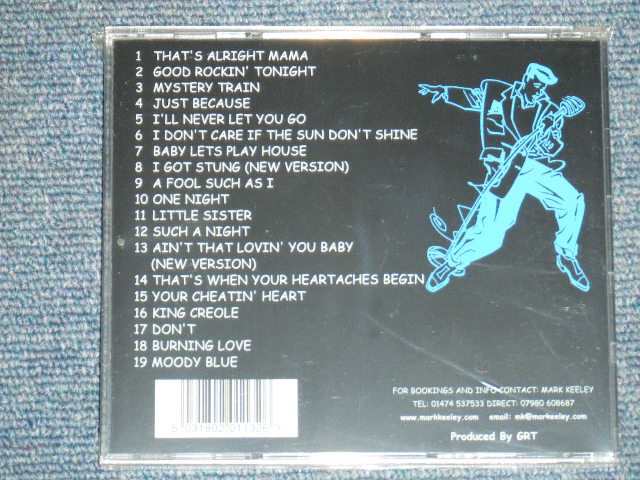 1 THAT'S ALRIGHT MAMA
2 GOOD ROCKIN' TONIGHT
3 MYSTERY TRAIN
4 JUST BECAUSE
5 I'LL NEVER LET YOU GO
6 I DON'T CARE IF THE SUN DON'T SHINE
7 BABY LETS PLAY HOUSE
8 I GOT STUNG (NEW VERSION)
9 A FOOL SUCH AS I
10 ONE NIGHT
11 LITTLE SISTER
12 SUCH A NIGHT
13 AIN'T THAT LOVIN' YOU BABY
(NEW VERSION)
14 THAT'S WHEN YOUR HEARTACHES BEGIN
15 YOUR CHEATIN' HEART
16 KING CREOLE
17 DON'T
18 BURNING LOVE
19 MOODY BLUE
FOR BOOKINGS AND INFO CONTACT: MARK KEELEY
TEL: 01474 537533 DIRECT: 07980 608687
www.markkeeley.com email: mk@markeeley.com
Produced By GRT
5 031802 011326 >